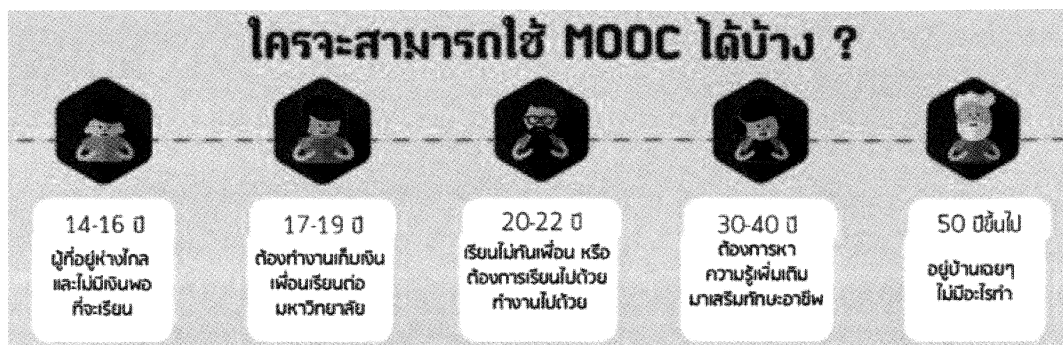 ใครจะสามารถใช้ MOOC ได้บ้าง ?
14-16 ปี
ผู้ที่อยู่ห่างไกล
และไม่มีเงินพอ
ที่จะเรียน
17-19 ปี
ต้องทำงานเก็บเงิน
เพื่อนเรียนต่อ
มหาวิทยาลัย
20-22 ปี
เรียนไม่ทันเพื่อน หรือ
ต้องการเรียนไปด้วย
ทำงานไปด้วย
30-40 ปี
ต้องการหา
ความรู้เพิ่มเติม
มาเสริมทักษะอาชีพ
50 ปีขึ้นไป
อยู่บ้านเฉยๆ
ไม่มีอะไรทำ